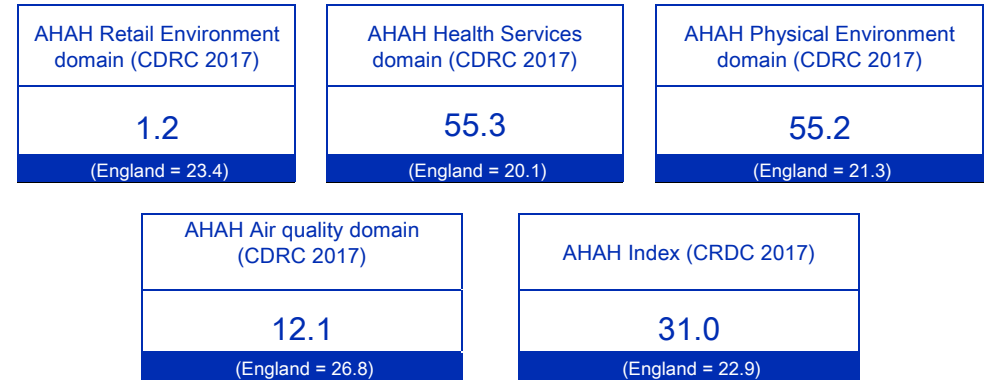 AHAH Retail Environment
domain (CDRC 2017)
1.2
(England = 23.4)
AHAH Health Services
domain (CDRC 2017)
55.3
(England = 20.1)
AHAH Physical Environment
domain (CDRC 2017)
55.2
(England = 21.3)
AHAH Air quality domain
(CDRC 2017)
12.1
(England = 26.8)
AHAH Index (CRDC 2017)
31.0
(England = 22.9)